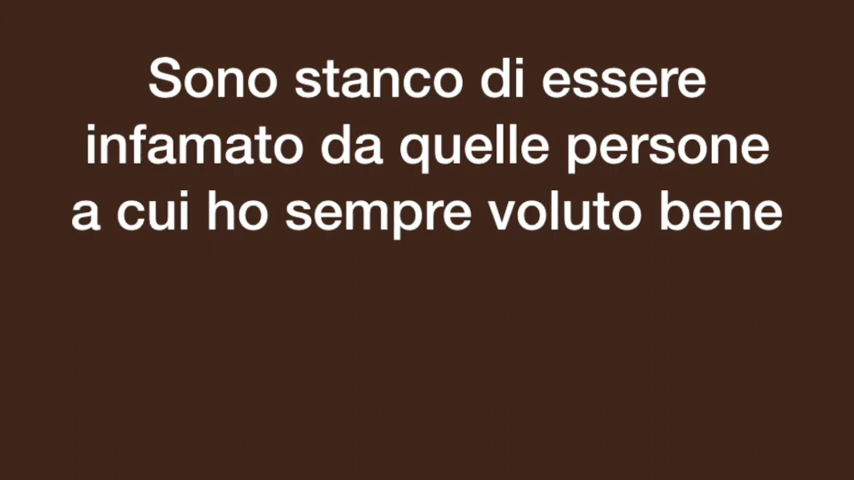 Sono stanco di essere
infamato da quelle persone
a cui ho sempre voluto bene